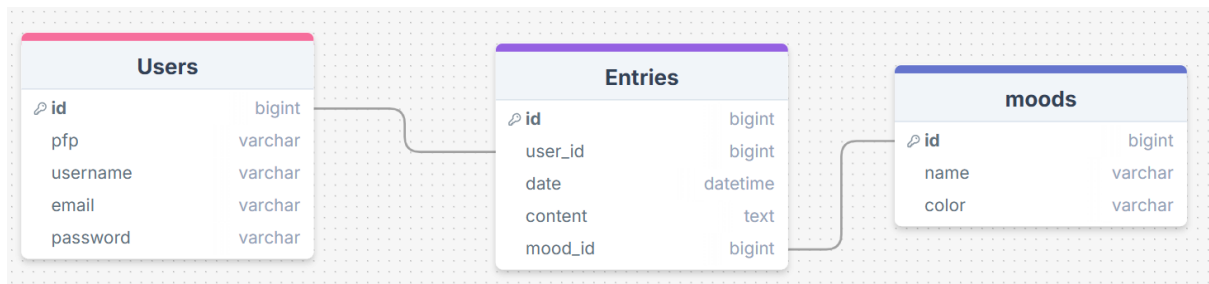 Users
id bigint
pfp varchar
username varchar
email varchar
password varchar
Entries
id bigint
user_id bigint
date datetime
content text
mood_id bigint
moods
id bigint
name varchar
color varchar